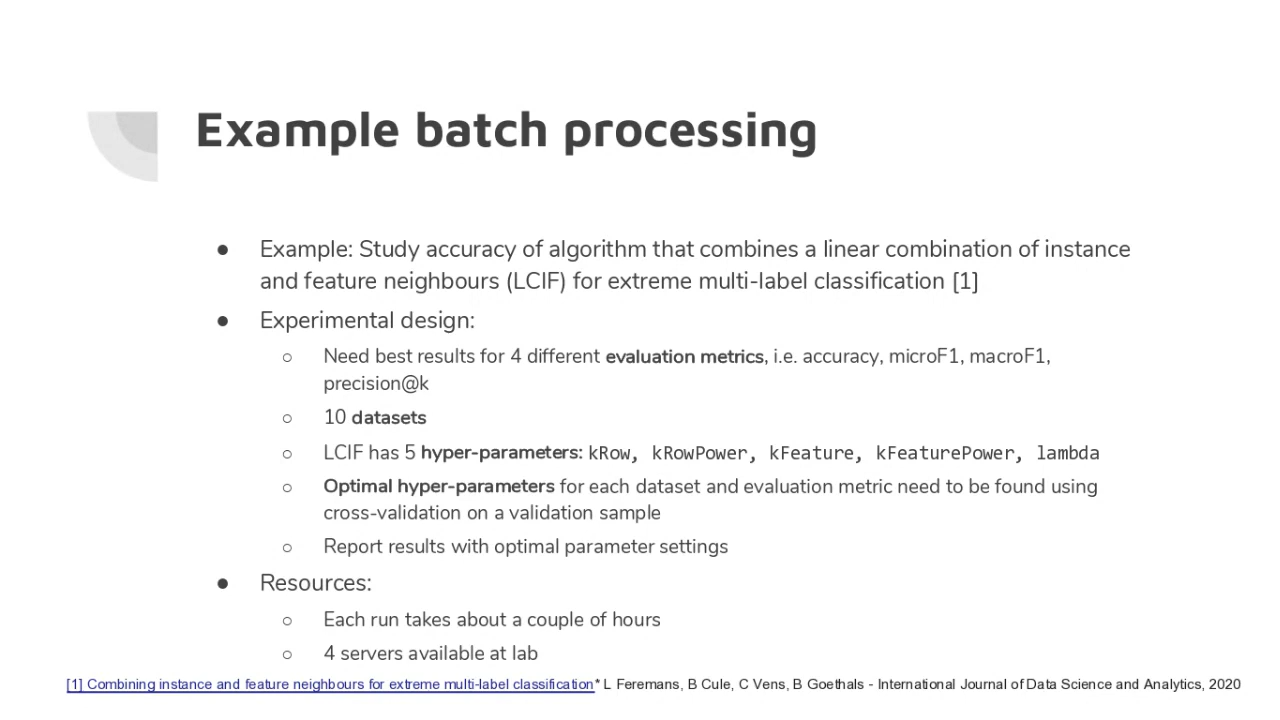 Example batch processing
● Example: Study accuracy of algorithm that combines a linear combination of instance
and feature neighbours (LCIF) for extreme multi-label classification [1]
● Experimental design:
○ Need best results for 4 different evaluation metrics, i.e. accuracy, microF1, macroF1,
precision@k
○ 10 datasets
○ LCIF has 5 hyper-parameters: kRow, kRowPower, kFeature, kFeaturePower, lambda
○ Optimal hyper-parameters for each dataset and evaluation metric need to be found using
cross-validation on a validation sample
○ Report results with optimal parameter settings
● Resources:
○ Each run takes about a couple of hours
○ 4 servers available at lab
[1] Combining instance and feature neighbours for extreme multi-label classification* L Feremans, B Cule, C Vens, B Goethals - International Journal of Data Science and Analytics, 2020